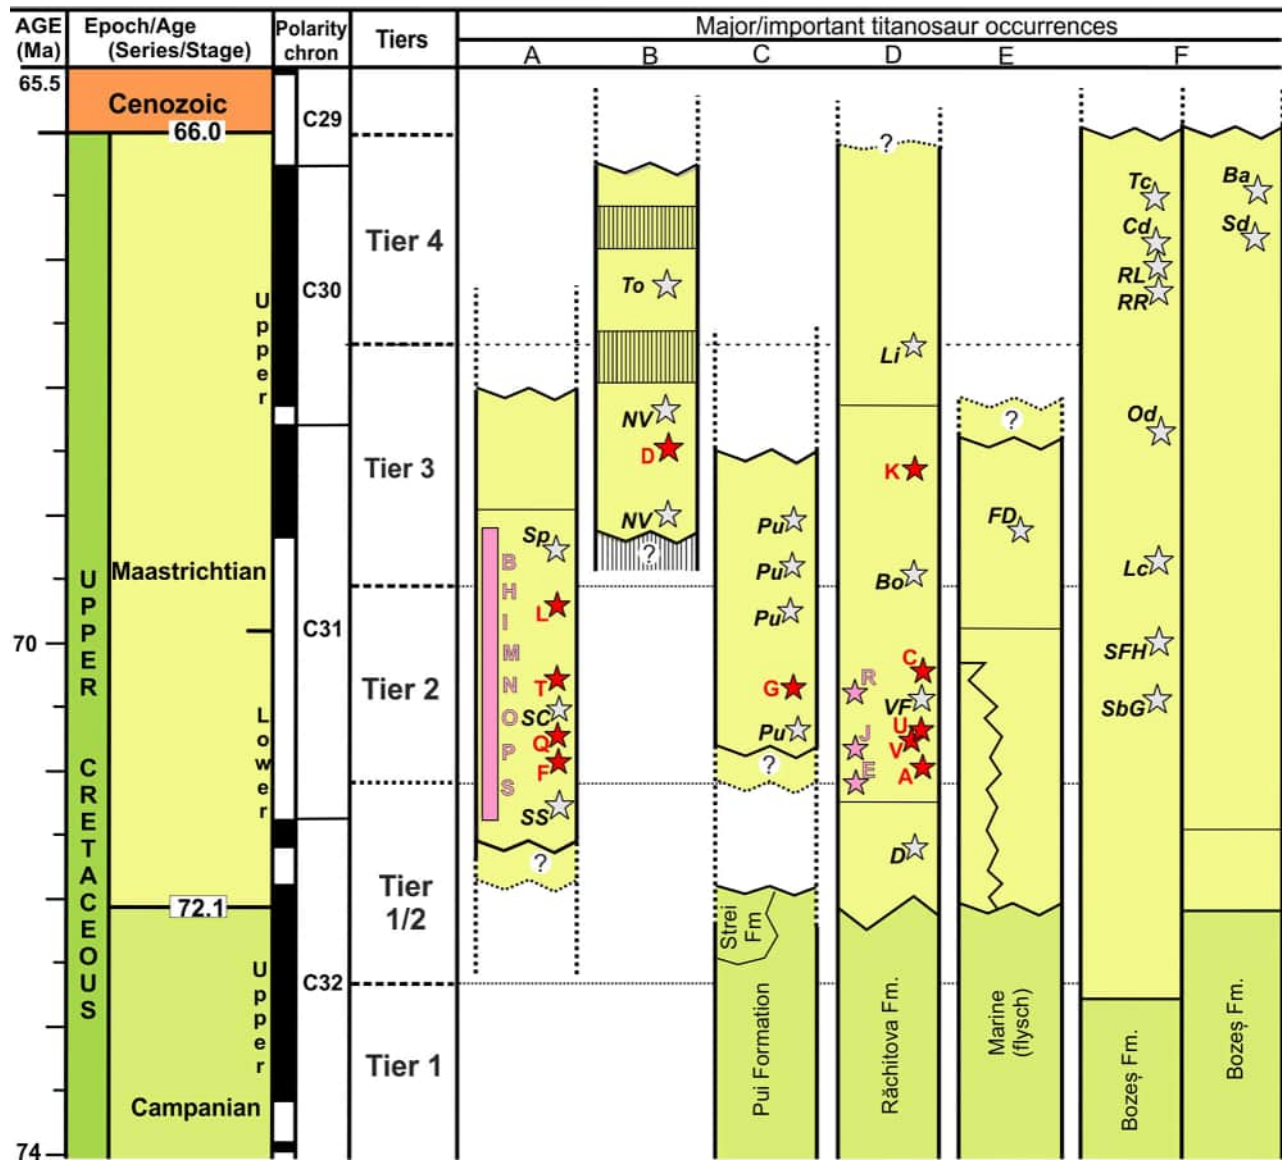 AGE
(Ma)
Epoch/Age
(Series/Stage)
Polarity
chron
Tiers
Major/important titanosaur occurrences
A
B
C
D
E
F
65.5
Cenozoic
66.0
C29
?
Tc
Ba
Cd
Sd
Tier 4
RL
To
C30
RR
Upper
Li
Od
NV
?
D
Tier 3
K
Pu
FD
NV
Sp
?
Lc
Pu
Bo
UPPER CRETACEOUS
Maastrichtian
BHIMNOPS
L
Pu
C31
70
SFH
C
R
T
Tier 2
G
SC
VF
SbG
Lower
Q
Pu
U
J
V
F
?
E
A
SS
D
?
Tier
1/2
72.1
Strei
Fm
Upper
C32
Pui Formation
Răchitova Fm.
Marine
(flysch)
Bozeș Fm.
Bozeș Fm.
Tier 1
Campanian
74